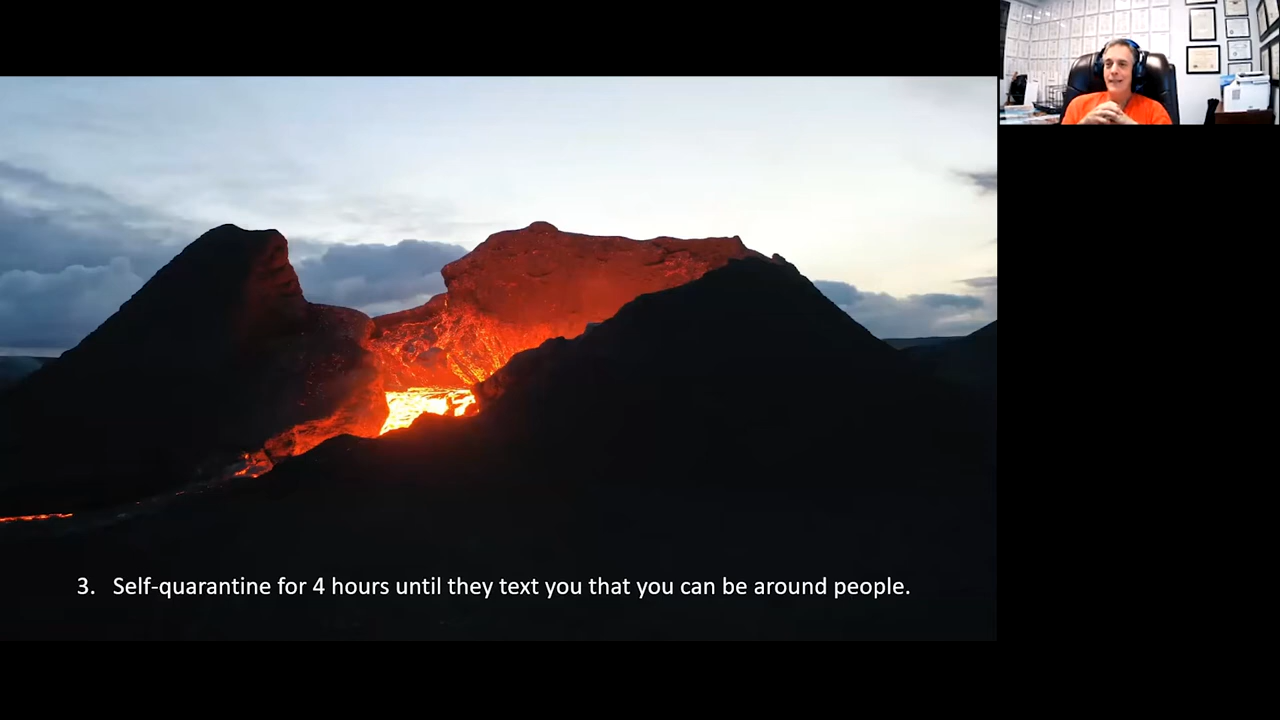 3. Self-quarantine for 4 hours until they text you that you can be around people.